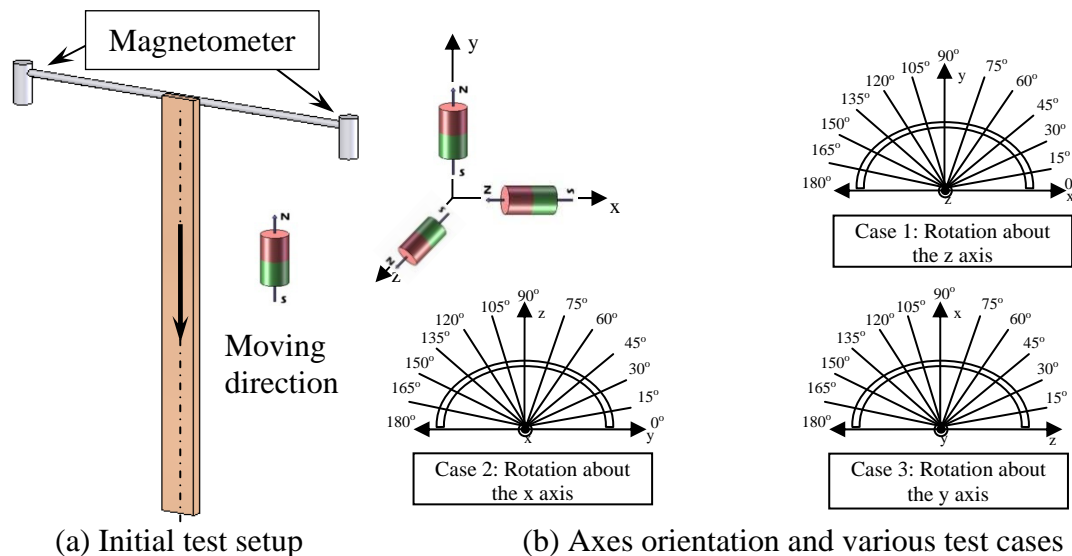 Magnetometer
N
s
Moving
direction
(a) Initial test setup
y
N
s
N
s
x
s
N
z
90°
105°
75°
120°
y
60°
135°
45°
150°
30°
165°
15°
180°
z
0°
x
Case 1: Rotation about
the z axis
90°
105°
75°
120°
z
60°
135°
45°
150°
30°
165°
15°
180°
x
0°
y
Case 2: Rotation about
the x axis
90°
105°
75°
120°
x
60°
135°
45°
150°
30°
165°
15°
180°
y
z
Case 3: Rotation about
the y axis
(b) Axes orientation and various test cases